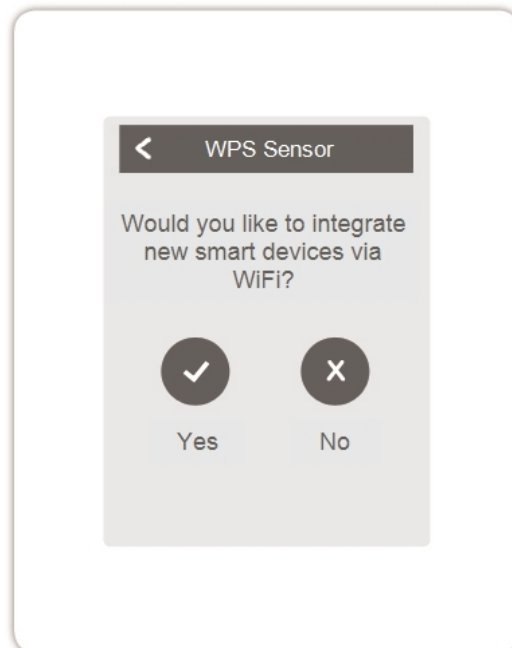 WPS Sensor
Would you like to integrate
new smart devices via
WiFi?
Yes
No